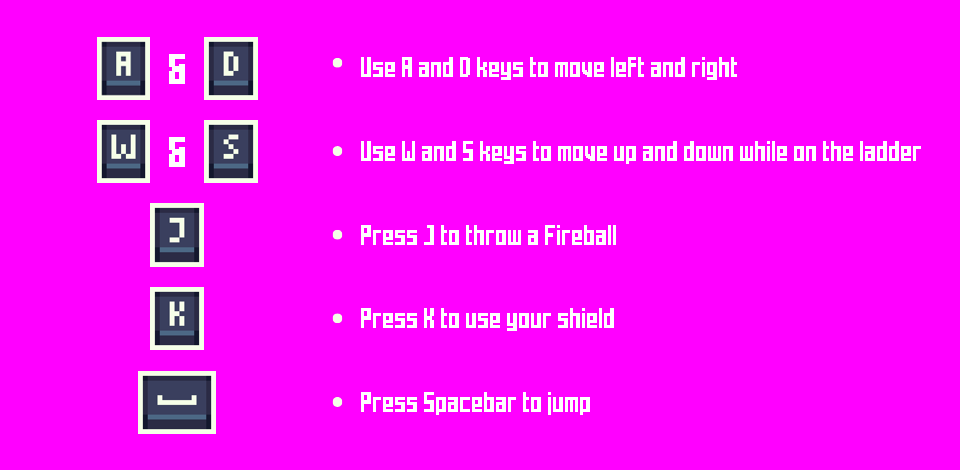 A & D • Use A and D keys to move left and right
W & S • Use W and S keys to move up and down while on the ladder
J • Press J to throw a Fireball
K • Press K to use your shield
• Press Spacebar to jump